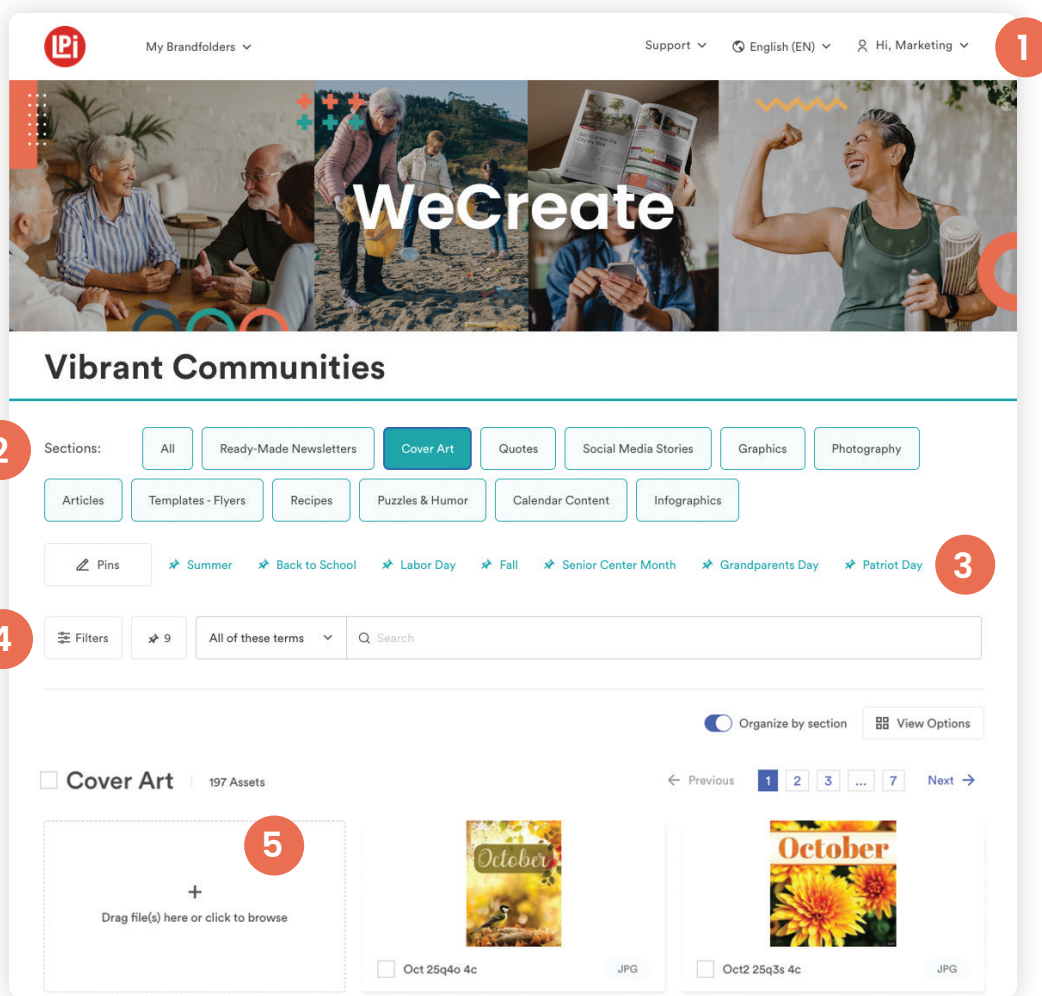 LPi
My Brandfolders
Support
English (EN)
Hi, Marketing
1
WeCreate
Vibrant Communities
2
Sections:
All
Ready-Made Newsletters
Cover Art
Quotes
Social Media Stories
Graphics
Photography
Articles
Templates - Flyers
Recipes
Puzzles & Humor
Calendar Content
Infographics
Pins
Summer
Back to School
Labor Day
Fall
Senior Center Month
Grandparents Day
Patriot Day
3
4
Filters
9
All of these terms
Search
Organize by section
View Options
Cover Art
197 Assets
← Previous
1
2
3
...
7
Next →
5
+
Drag file(s) here or click to browse
October
October
Oct 25q4o 4c
JPG
Oct2 25q3s 4c
JPG